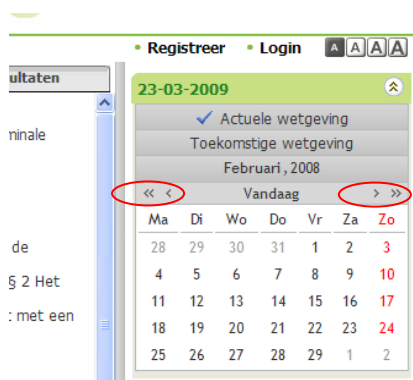 • Registreer • Login A A A A
ultaten
23-03-2009
Actuele wetgeving
minale
Toekomstige wetgeving
Februari , 2008
« ‹ Vandaag › »
Ma Di Wo Do Vr Za Zo
de 28 29 30 31 1 2 3
§ 2 Het 4 5 6 7 8 9 10
met een 11 12 13 14 15 16 17
18 19 20 21 22 23 24
25 26 27 28 29 1 2